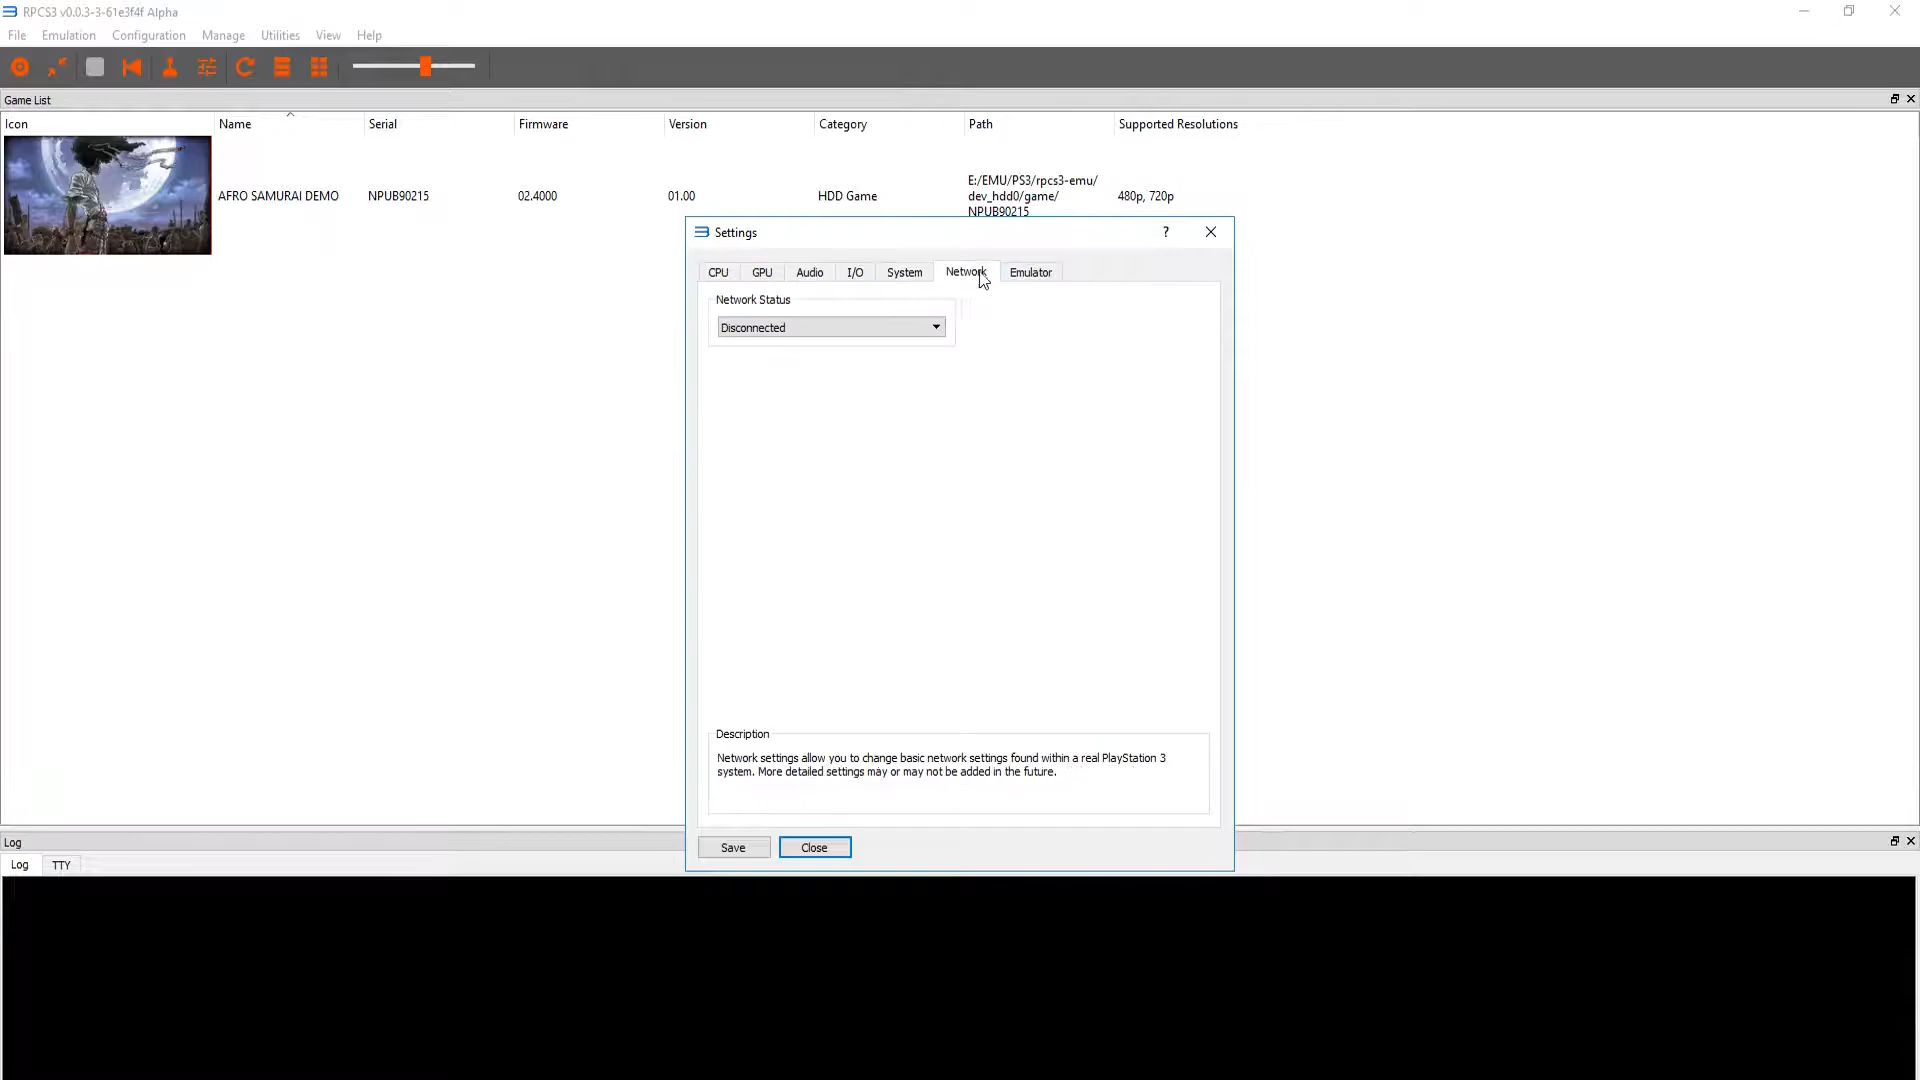 RPCS3 v0.0.3-3-61e3f4f Alpha
File Emulation Configuration Manage Utilities View Help
Game List
Icon Name Serial Firmware Version Category Path Supported Resolutions
AFRO SAMURAI DEMO NPUB90215 02.4000 01.00 HDD Game E:/EMU/PS3/rpcs3-emu/
dev_hdd0/game/
NPUB90215
480p, 720p
Settings ?
CPU GPU Audio I/O System Network Emulator
Network Status
Disconnected
Description
Network settings allow you to change basic network settings found within a real PlayStation 3
system. More detailed settings may or may not be added in the future.
Save Close
Log
Log TTY